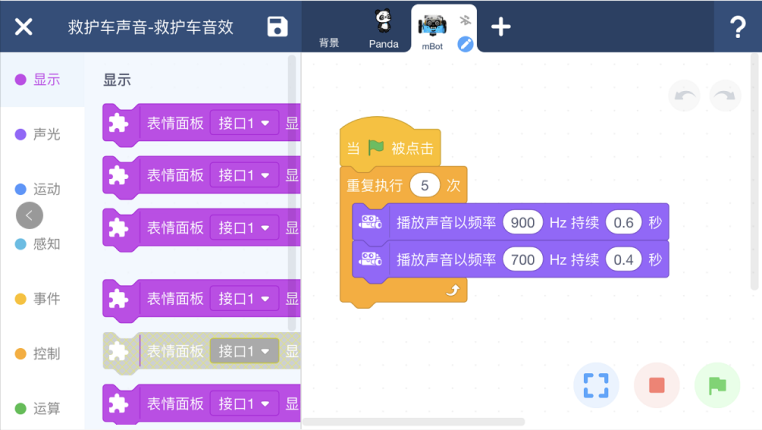 救护车声音-救护车音效
背景
Panda
mBot
?
显示
声光
运动
感知
事件
控制
运算
显示
表情面板 接口1 显
表情面板 接口1 显
表情面板 接口1 显
表情面板 接口1 显
表情面板 接口1 显
表情面板 接口1 显
当 被点击
重复执行 5 次
播放声音以频率 900 Hz 持续 0.6 秒
播放声音以频率 700 Hz 持续 0.4 秒